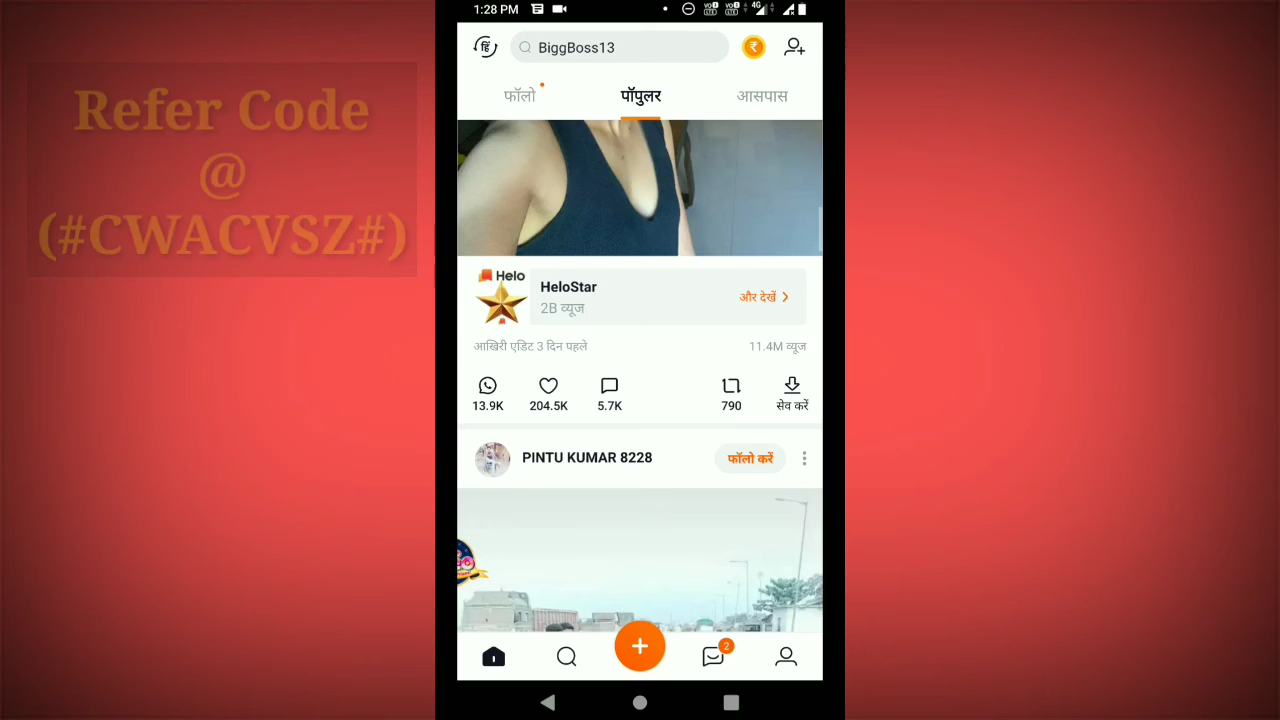 Refer Code
@
(#CWACVSZ#)
1:28 PM
4G
हिं
BiggBoss13
₹
फॉलो
पॉपुलर
आसपास
Helo
HeloStar
2B व्यूज
और देखें
आखिरी एडिट 3 दिन पहले
11.4M व्यूज
13.9K
204.5K
5.7K
790
सेव करें
PINTU KUMAR 8228
फॉलो करें
2